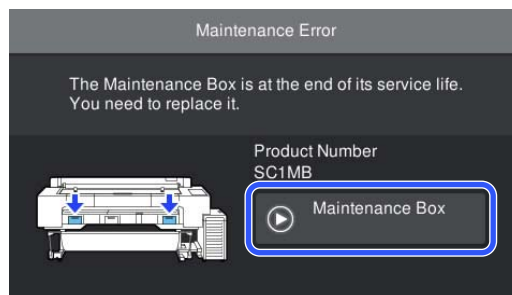 Maintenance Error
The Maintenance Box is at the end of its service life.
You need to replace it.
Product Number
SC1MB
Maintenance Box